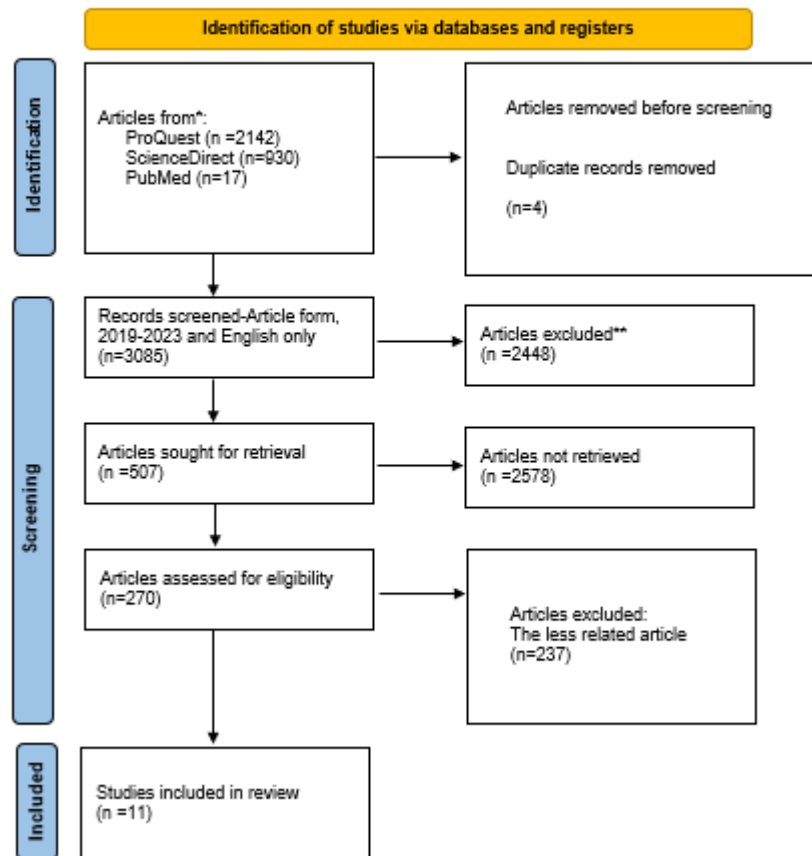 Identification of studies via databases and registers
Identification
Articles from*:
ProQuest (n =2142)
ScienceDirect (n=930)
PubMed (n=17)
Articles removed before screening
Duplicate records removed
(n=4)
Screening
Records screened-Article form,
2019-2023 and English only
(n=3085)
Articles excluded**
(n =2448)
Articles sought for retrieval
(n =507)
Articles not retrieved
(n =2578)
Articles assessed for eligibility
(n=270)
Articles excluded:
The less related article
(n=237)
Included
Studies included in review
(n =11)